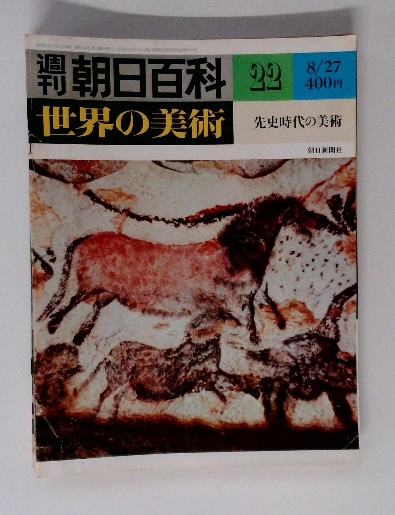 週刊 朝日百科
22
8/27
400円
世界の美術
先史時代の美術
朝日新聞社